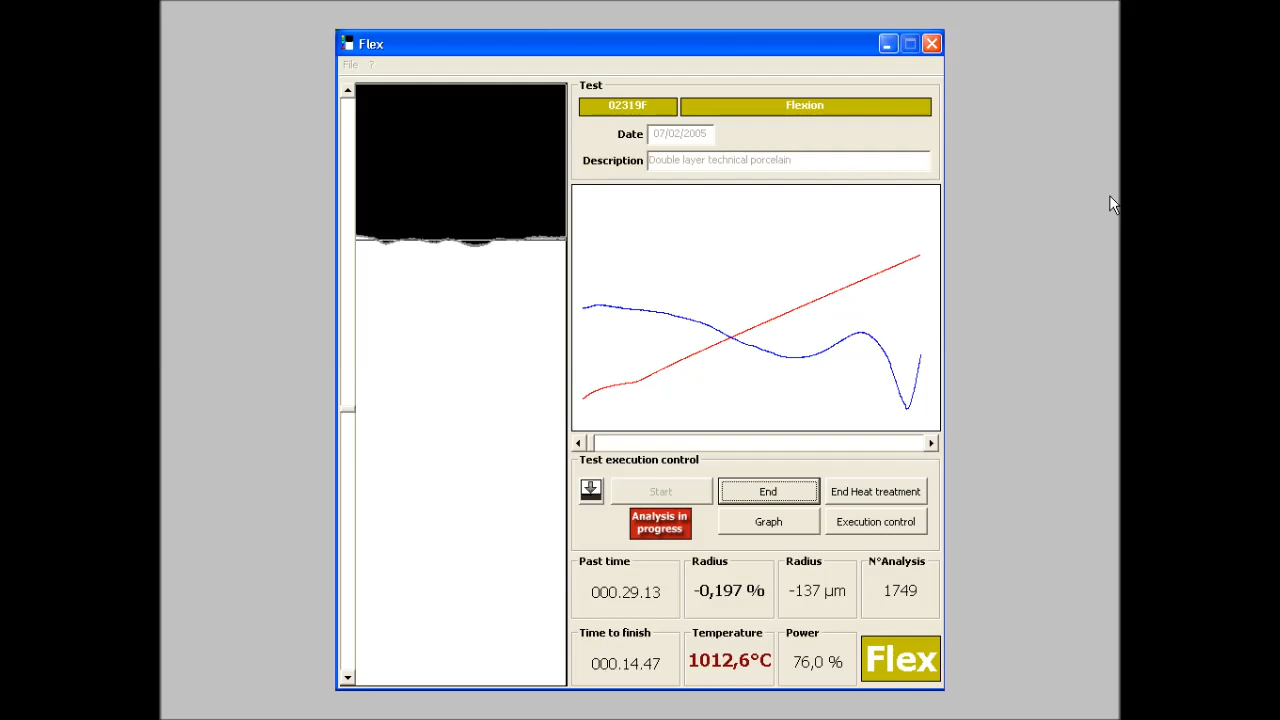 Flex
File ?
Test
02319F Flexion
Date 07/02/2005
Description Double layer technical porcelain
Test execution control
Start End End Heat treatment
Analysis in
progress
Graph Execution control
Past time Radius Radius N°Analysis
000.29.13 -0,197 % -137 µm 1749
Time to finish Temperature Power
000.14.47 1012,6°C 76,0 % Flex